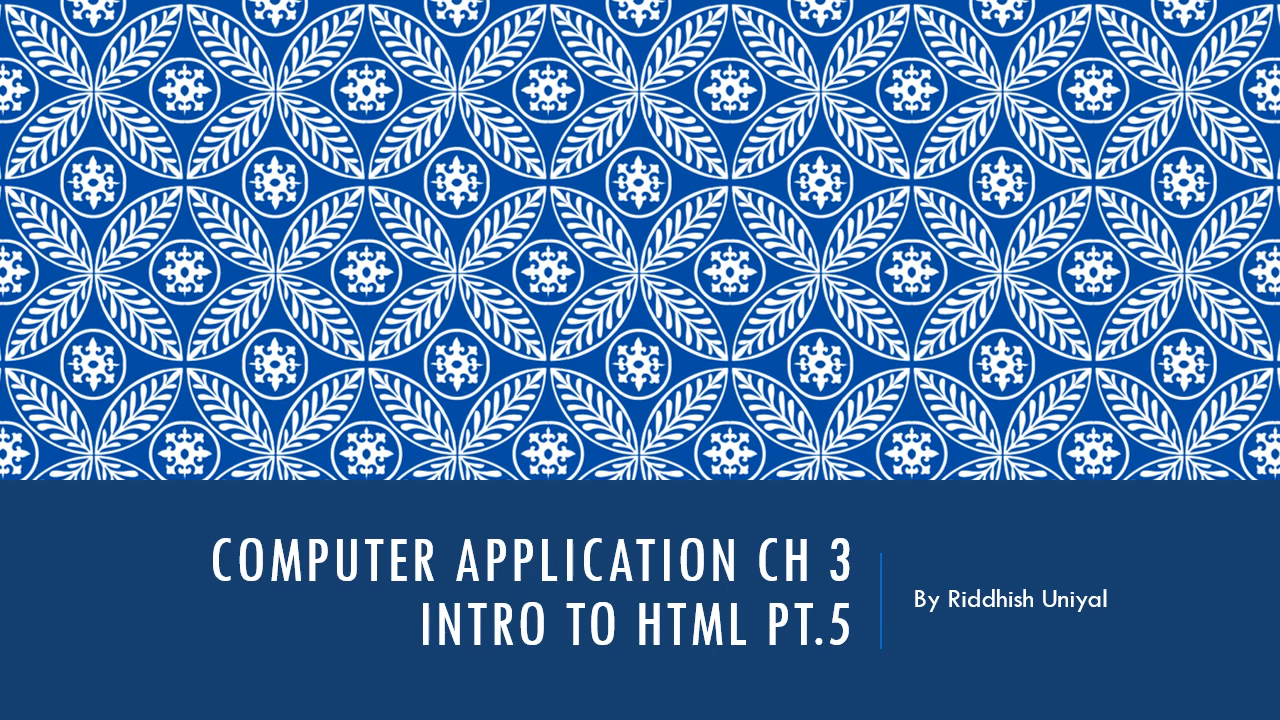 COMPUTER APPLICATION CH 3
INTRO TO HTML PT.5
By Riddhish Uniyal